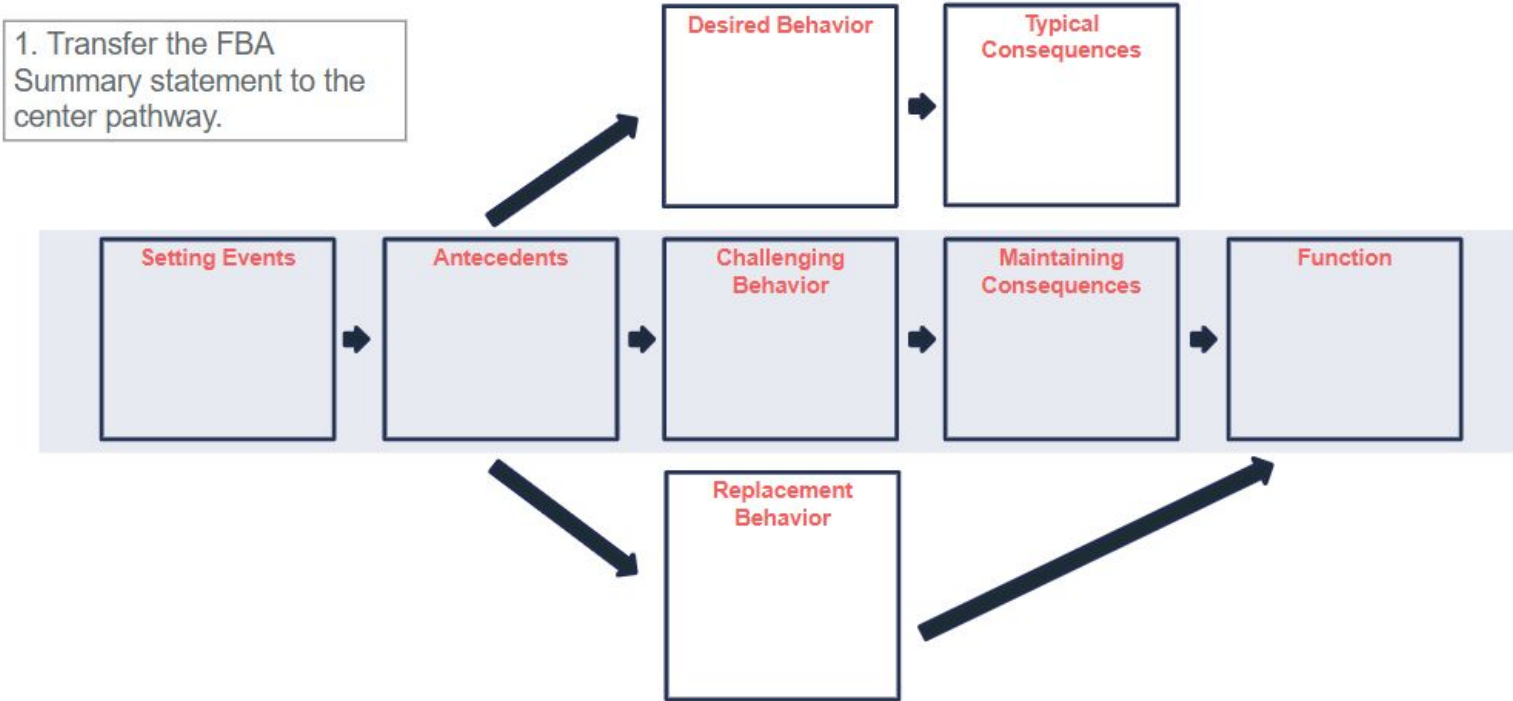 1. Transfer the FBA
Summary statement to the
center pathway.
Desired Behavior
Typical
Consequences
Setting Events
Antecedents
Challenging
Behavior
Maintaining
Consequences
Function
Replacement
Behavior